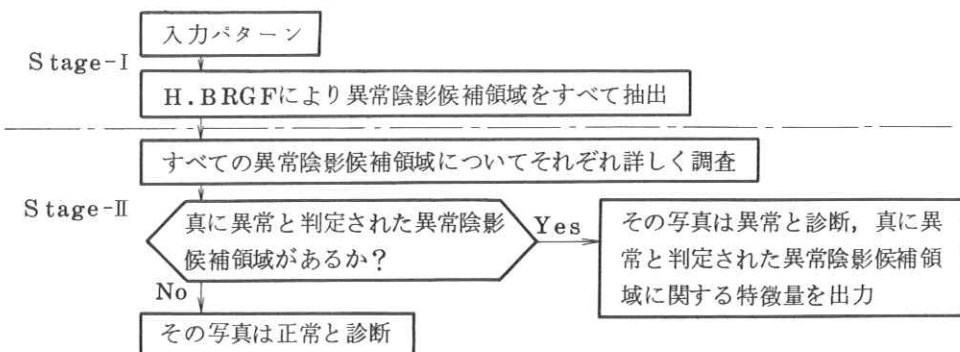 入力パターン
Stage-I
H.BRGFにより異常陰影候補領域をすべて抽出
すべての異常陰影候補領域についてそれぞれ詳しく調査
Stage-II
真に異常と判定された異常陰影
候補領域があるか？
Yes
その写真は異常と診断，真に異
常と判定された異常陰影候補領
域に関する特徴量を出力
No
その写真は正常と診断